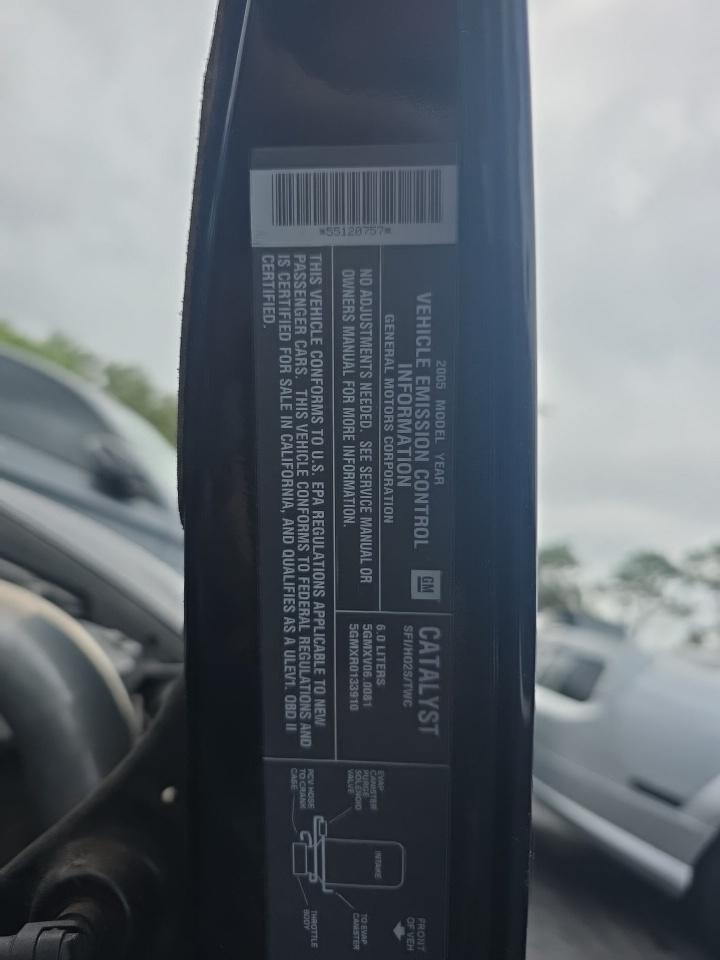 *55120757*
2005 MODEL YEAR
VEHICLE EMISSION CONTROL
INFORMATION
GENERAL MOTORS CORPORATION
GM
NO ADJUSTMENTS NEEDED. SEE SERVICE MANUAL OR
OWNERS MANUAL FOR MORE INFORMATION.
THIS VEHICLE CONFORMS TO U.S. EPA REGULATIONS APPLICABLE TO NEW
PASSENGER CARS. THIS VEHICLE CONFORMS TO FEDERAL REGULATIONS AND
IS CERTIFIED FOR SALE IN CALIFORNIA, AND QUALIFIES AS A ULEV1. OBD II
CERTIFIED.
CATALYST
SFI/HO2S/TWC
6.0 LITERS
5GMXV06.0081
5GMXR0133910
FRONT
OF VEH
INTAKE
EVAP
CANISTER
PURGE
SOLENOID
VALVE
TO EVAP
CANISTER
PCV HOSE
TO CRANK
CASE
THROTTLE
BODY